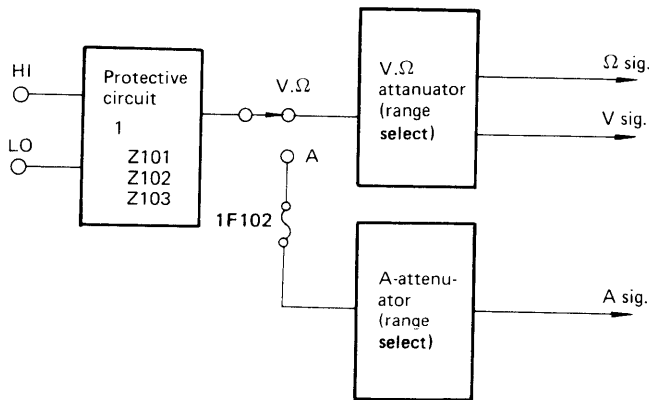 HI
LO
Protective
circuit
1
Z101
Z102
Z103
V.Ω
A
1F102
V.Ω
attanuator
(range
select)
Ω sig.
V sig.
A-attenu-
ator
(range
select)
A sig.